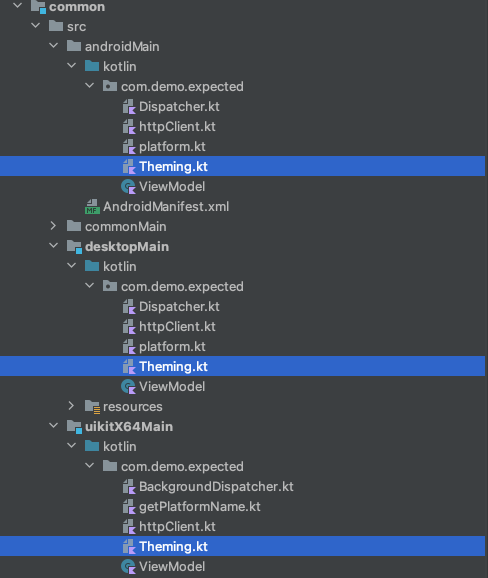 common
src
androidMain
kotlin
com.demo.expected
Dispatcher.kt
httpClient.kt
platform.kt
Theming.kt
ViewModel
MF AndroidManifest.xml
commonMain
desktopMain
kotlin
com.demo.expected
Dispatcher.kt
httpClient.kt
platform.kt
Theming.kt
ViewModel
resources
uikitX64Main
kotlin
com.demo.expected
BackgroundDispatcher.kt
getPlatformName.kt
httpClient.kt
Theming.kt
ViewModel